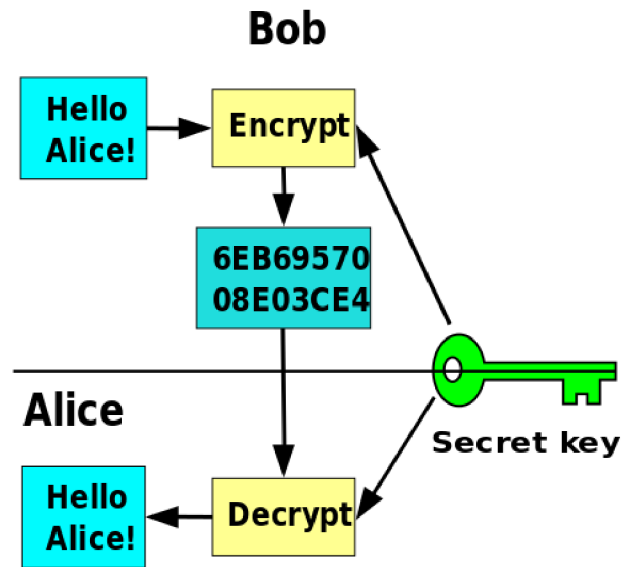 Bob
Hello
Alice!
Encrypt
6EB69570
08E03CE4
Alice
Secret key
Hello
Alice!
Decrypt